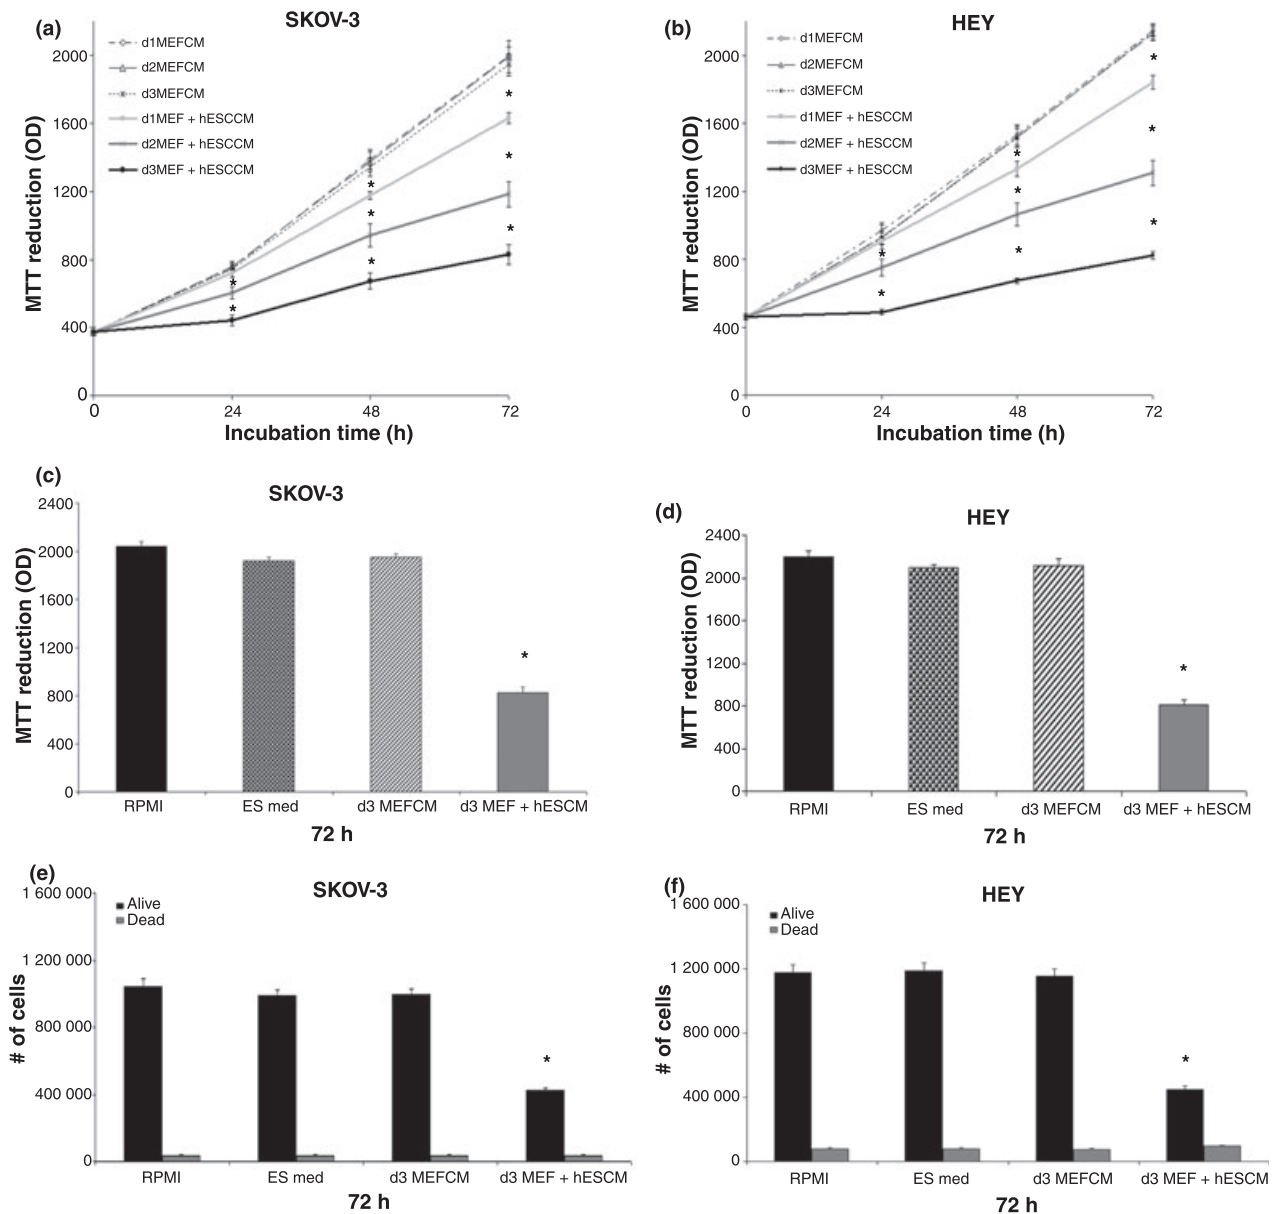 (a)
SKOV-3
d1MEFCM
d2MEFCM
d3MEFCM
d1MEF + hESCCM
d2MEF + hESCCM
d3MEF + hESCCM
MTT reduction (OD)
2000
1600
1200
800
400
0
0 24 48 72
* * *
* * *
* *
Incubation time (h)
(b)
HEY
d1MEFCM
d2MEFCM
d3MEFCM
d1MEF + hESCCM
d2MEF + hESCCM
d3MEF + hESCCM
MTT reduction (OD)
2000
1600
1200
800
400
0
0 24 48 72
* * *
* * *
* *
Incubation time (h)
(c)
SKOV-3
MTT reduction (OD)
2400
2000
1600
1200
800
400
0
*
RPMI ES med d3 MEFCM d3 MEF + hESCM
72 h
(d)
HEY
MTT reduction (OD)
2400
2000
1600
1200
800
400
0
*
RPMI ES med d3 MEFCM d3 MEF + hESCM
72 h
(e)
SKOV-3
Alive
Dead
# of cells
1 600 000
1 200 000
800 000
400 000
0
*
RPMI ES med d3 MEFCM d3 MEF + hESCM
72 h
(f)
HEY
Alive
Dead
# of cells
1 600 000
1 200 000
800 000
400 000
0
*
RPMI ES med d3 MEFCM d3 MEF + hESCM
72 h